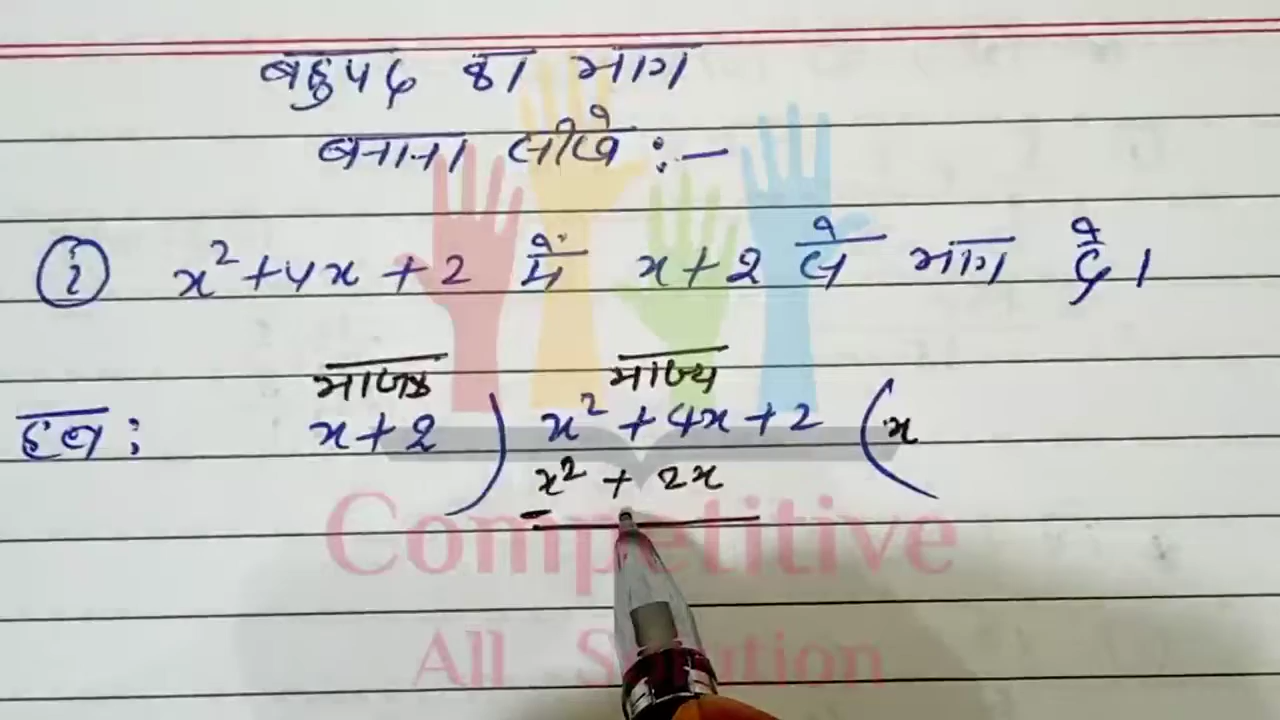 बहुपद का भाग
बनाना सीखे :-
(i) x² + 4x + 2 में x + 2 से भाग दें।
भाजक भाज्य
हल : x + 2 ) x² + 4x + 2 ( x
x² + 2x
-
Competitive
All Solution